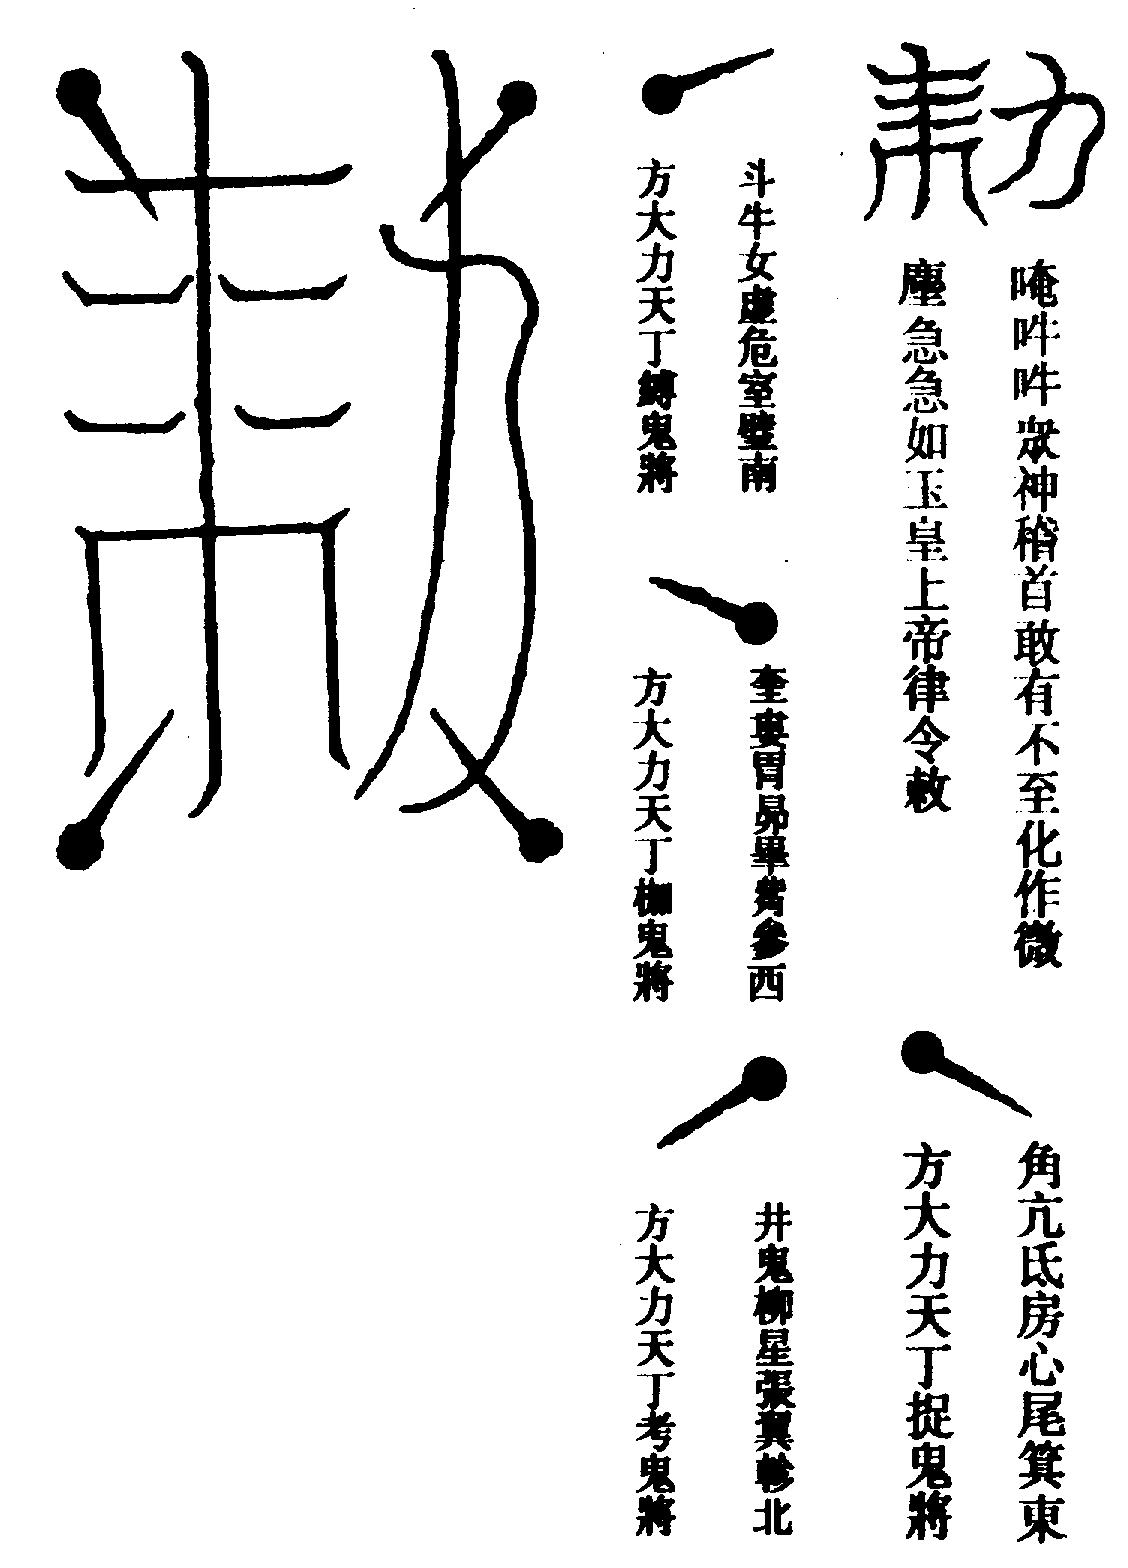 唵吽吽衆神稽首敢有不至化作微
塵急急如玉皇上帝律令敕
角亢氐房心尾箕東
方大力天丁捉鬼將
斗牛女虛危室壁南
方大力天丁縛鬼將
奎婁胃昴畢觜參西
方大力天丁枷鬼將
井鬼柳星張翼軫北
方大力天丁考鬼將